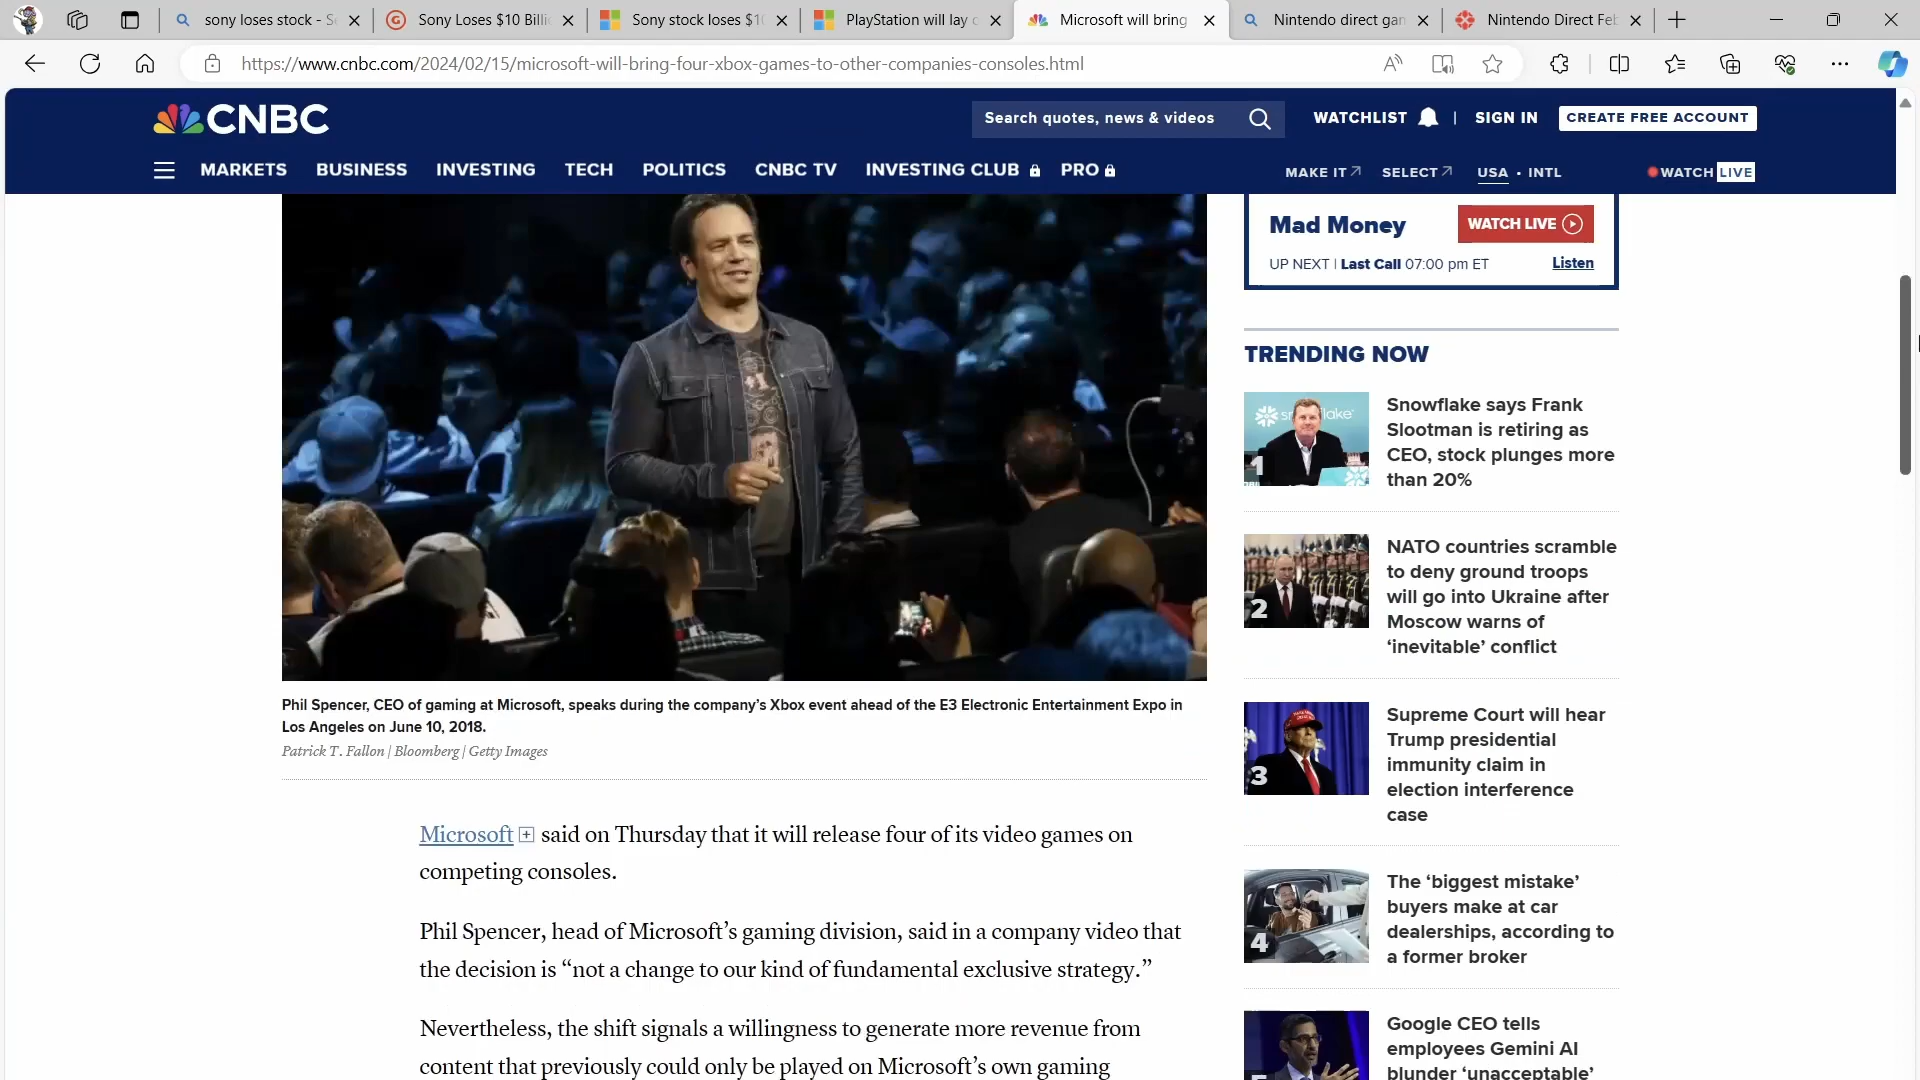 sony loses stock - Se
Sony Loses $10 Billi
Sony stock loses $1
PlayStation will lay
Microsoft will bring
Nintendo direct gam
Nintendo Direct Feb
https://www.cnbc.com/2024/02/15/microsoft-will-bring-four-xbox-games-to-other-companies-consoles.html
CNBC
Search quotes, news & videos
WATCHLIST
SIGN IN
CREATE FREE ACCOUNT
MARKETS BUSINESS INVESTING TECH POLITICS CNBC TV INVESTING CLUB PRO
MAKE IT SELECT USA • INTL WATCH LIVE
Mad Money
WATCH LIVE
UP NEXT | Last Call 07:00 pm ET
Listen
Phil Spencer, CEO of gaming at Microsoft, speaks during the company’s Xbox event ahead of the E3 Electronic Entertainment Expo in
Los Angeles on June 10, 2018.
Patrick T. Fallon | Bloomberg | Getty Images
Microsoft said on Thursday that it will release four of its video games on
competing consoles.
Phil Spencer, head of Microsoft’s gaming division, said in a company video that
the decision is “not a change to our kind of fundamental exclusive strategy.”
Nevertheless, the shift signals a willingness to generate more revenue from
content that previously could only be played on Microsoft’s own gaming
TRENDING NOW
1
Snowflake says Frank
Slootman is retiring as
CEO, stock plunges more
than 20%
2
NATO countries scramble
to deny ground troops
will go into Ukraine after
Moscow warns of
‘inevitable’ conflict
3
Supreme Court will hear
Trump presidential
immunity claim in
election interference
case
4
The ‘biggest mistake’
buyers make at car
dealerships, according to
a former broker
Google CEO tells
employees Gemini AI
blunder ‘unacceptable’